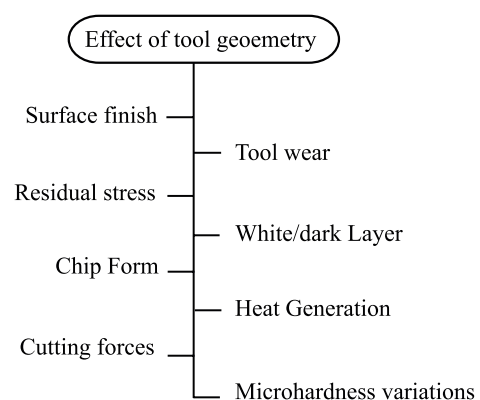 Effect of tool geoemetry
Surface finish
Tool wear
Residual stress
White/dark Layer
Chip Form
Heat Generation
Cutting forces
Microhardness variations